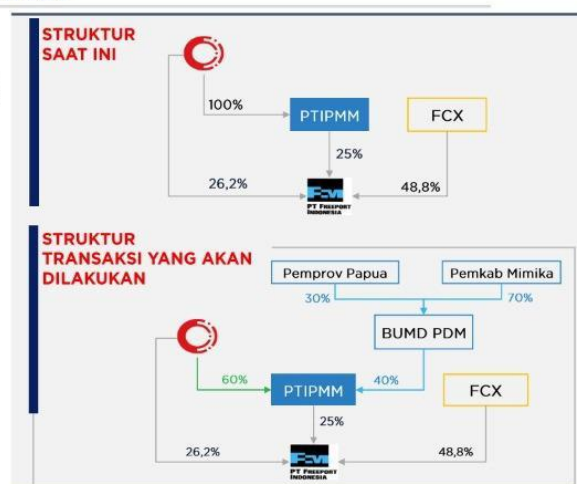 STRUKTUR
SAAT INI
100%
PTIPMM
FCX
25%
26,2%
48,8%
PT FREEPORT
INDONESIA
STRUKTUR
TRANSAKSI YANG AKAN
DILAKUKAN
Pemprov Papua
Pemkab Mimika
30%
70%
BUMD PDM
60%
PTIPMM
40%
FCX
25%
26,2%
48,8%
PT FREEPORT
INDONESIA